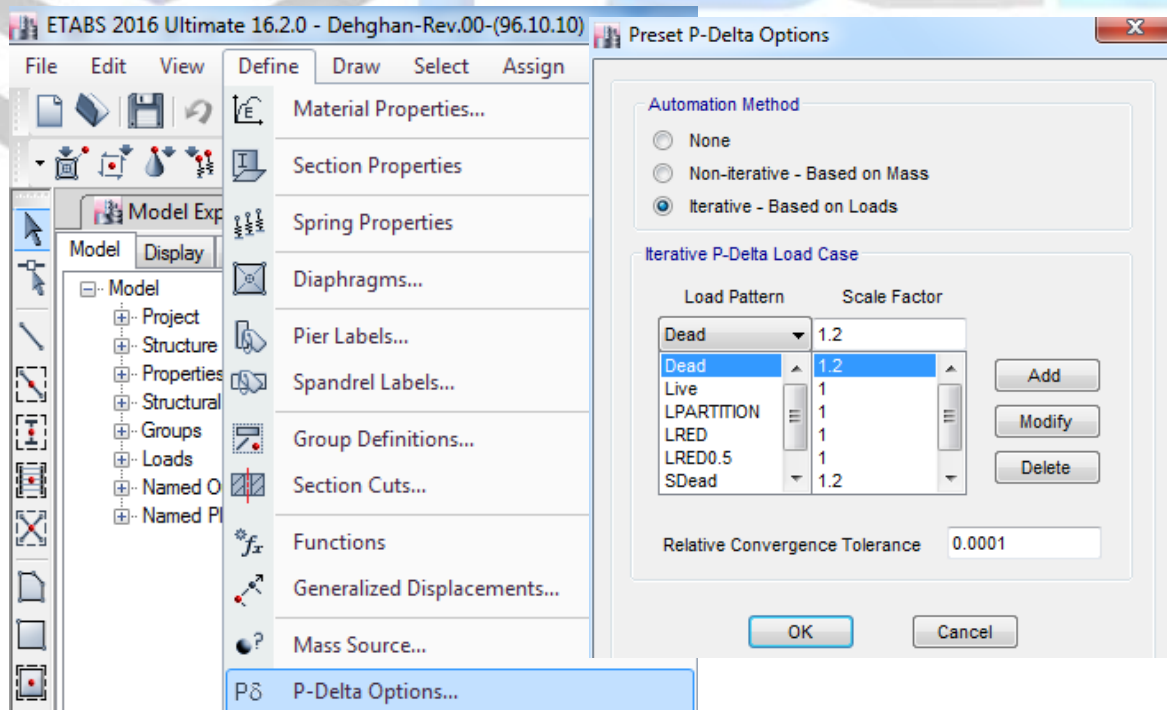 ETABS 2016 Ultimate 16.2.0 - Dehghan-Rev.00-(96.10.10)
File Edit View Define Draw Select Assign
Model
Display
Model
Project
Structure
Properties
Structural
Groups
Loads
Material Properties...
Section Properties
Spring Properties
Diaphragms...
Pier Labels...
Spandrel Labels...
Group Definitions...
Section Cuts...
Functions
Generalized Displacements...
Mass Source...
Pδ P-Delta Options...
Preset P-Delta Options
Automation Method
None
Non-iterative - Based on Mass
Iterative - Based on Loads
Iterative P-Delta Load Case
Load Pattern Scale Factor
Dead 1.2
Dead 1.2
Live 1
LPARTITION 1
LRED 1
LRED0.5 1
SDead 1.2
Add
Modify
Delete
Relative Convergence Tolerance 0.0001
OK Cancel